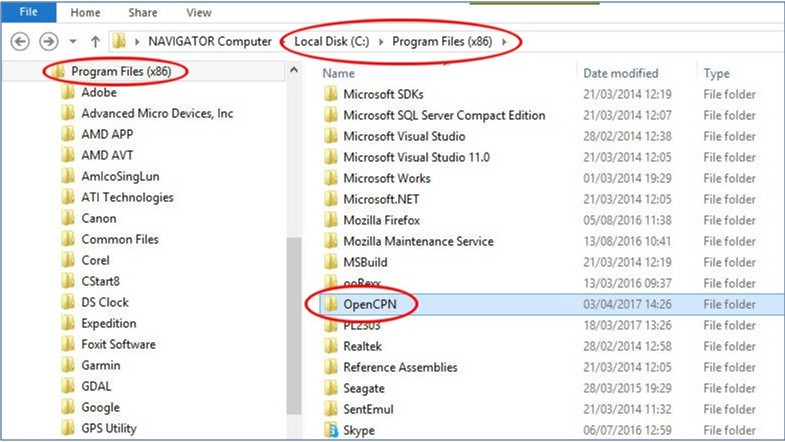 File Home Share View
NAVIGATOR Computer Local Disk (C:) Program Files (x86)
Program Files (x86)
Adobe
Advanced Micro Devices, Inc
AMD APP
AMD AVT
AmIcoSingLun
ATI Technologies
Canon
Common Files
Corel
CStart8
DS Clock
Expedition
Foxit Software
Garmin
GDAL
Google
GPS Utility
Name Date modified Type
Microsoft SDKs 21/03/2014 12:19 File folder
Microsoft SQL Server Compact Edition 21/03/2014 12:07 File folder
Microsoft Visual Studio 28/02/2014 12:38 File folder
Microsoft Visual Studio 11.0 21/03/2014 12:05 File folder
Microsoft Works 01/03/2014 19:29 File folder
Microsoft.NET 21/03/2014 12:05 File folder
Mozilla Firefox 05/08/2016 11:38 File folder
Mozilla Maintenance Service 13/08/2016 10:41 File folder
MSBuild 21/03/2014 12:19 File folder
ooRexx 13/03/2016 09:37 File folder
OpenCPN 03/04/2017 14:26 File folder
PL2303 18/03/2017 13:26 File folder
Realtek 28/02/2014 12:58 File folder
Reference Assemblies 21/03/2014 12:05 File folder
Seagate 28/03/2015 19:29 File folder
SentEmul 21/03/2014 11:32 File folder
Skype 06/07/2016 12:59 File folder